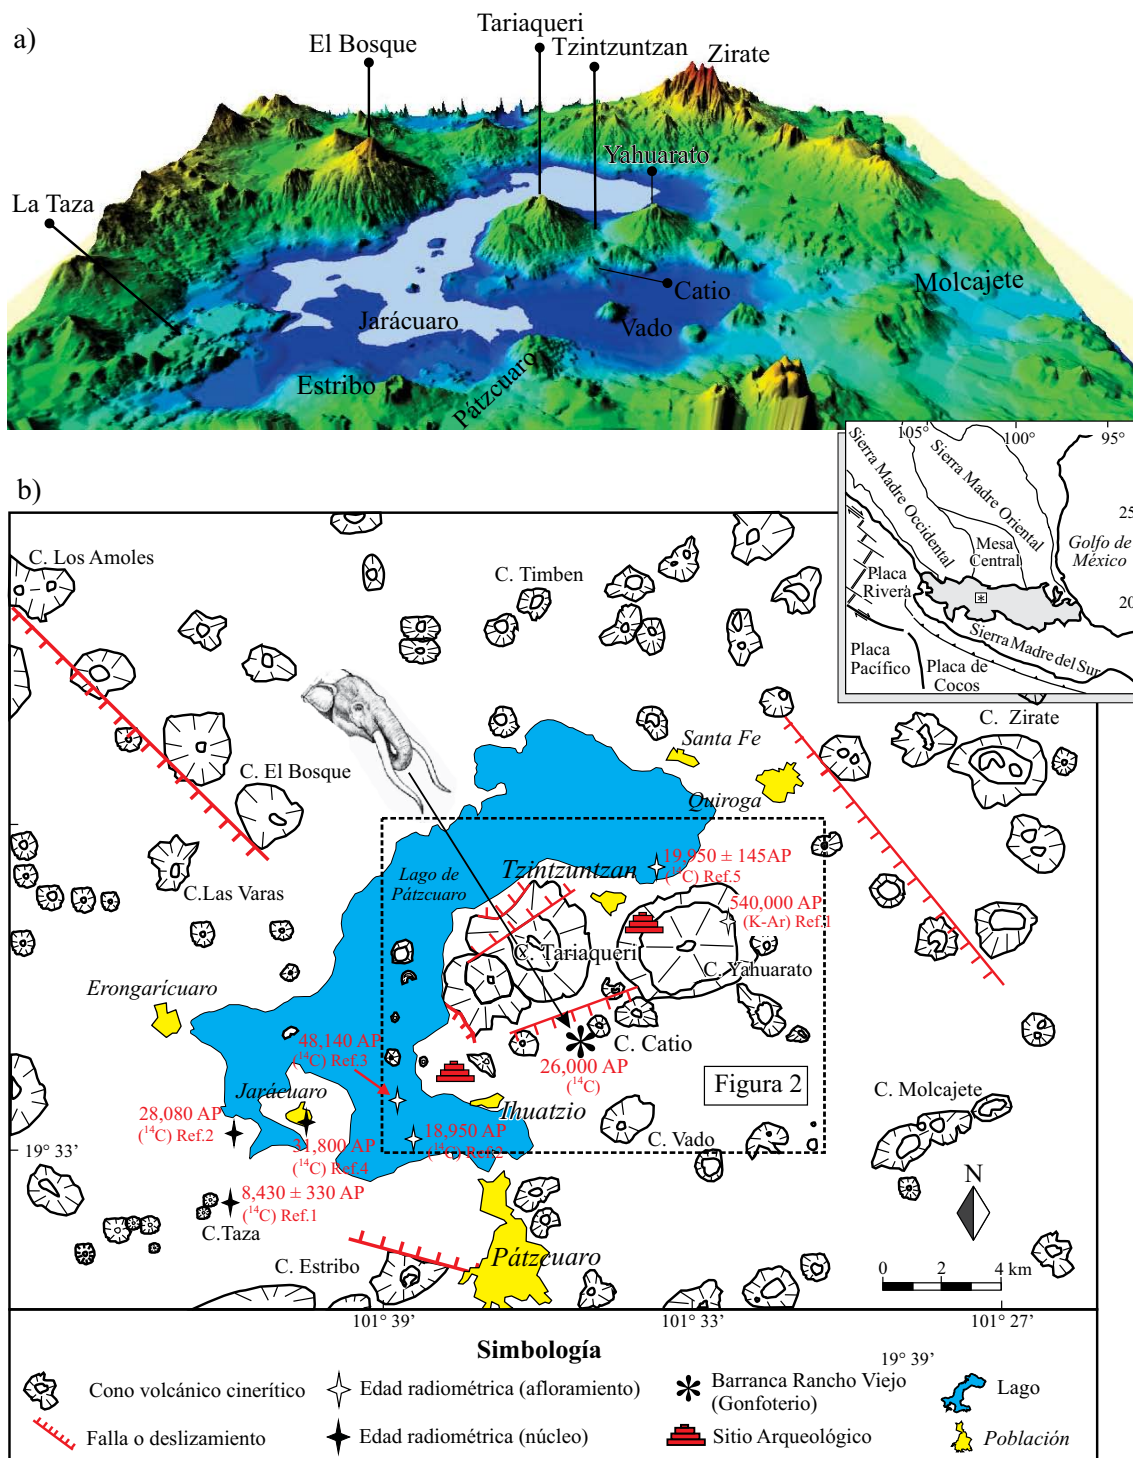 a)
Tariaqueri
El Bosque
Tzintzuntzan
Zirate
Yahuarato
La Taza
Molcajete
Catio
Jarácuaro
Vado
Estribo
Pátzcuaro
105°
100°
95°
Sierra Madre Occidental
Sierra Madre Oriental
25
Golfo de
México
Mesa
Central
Placa
Rivera
20
Sierra Madre del Sur
Placa
Pacífico
Placa de
Cocos
b)
C. Los Amoles
C. Timben
C. Zirate
Santa Fe
C. El Bosque
Quiroga
Lago de
Pátzcuaro
Tzintzuntzan
19,950 ± 145AP
(14C) Ref.5
C.Las Varas
540,000 AP
(K-Ar) Ref.1
C. Tariaqueri
C. Yahuarato
Erongarícuaro
48,140 AP
(14C) Ref.3
C. Catio
26,000 AP
(14C)
Figura 2
Jarácuaro
Ihuatzio
C. Molcajete
28,080 AP
(14C) Ref.2
31,800 AP
(14C) Ref.4
18,950 AP
(14C) Ref.2
C. Vado
19° 33’
8,430 ± 330 AP
(14C) Ref.1
C.Taza
N
Pátzcuaro
C. Estribo
0 2 4 km
101° 39’
101° 33’
101° 27’
Simbología
19° 39’
Cono volcánico cinerítico
Edad radiométrica (afloramiento)
Barranca Rancho Viejo
(Gonfoterio)
Lago
Falla o deslizamiento
Edad radiométrica (núcleo)
Sitio Arqueológico
Población